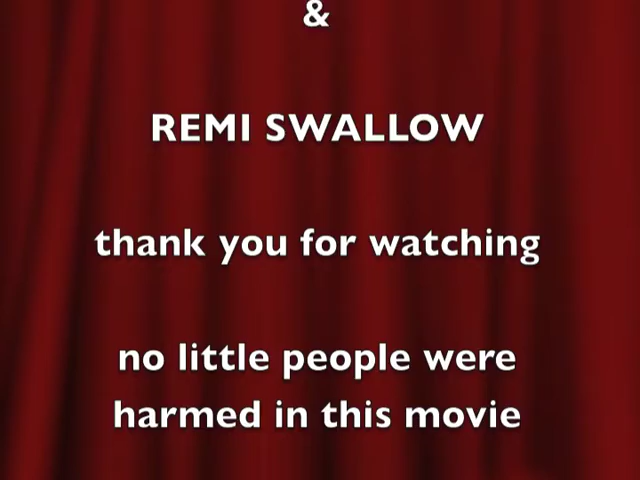 &
REMI SWALLOW
thank you for watching
no little people were
harmed in this movie